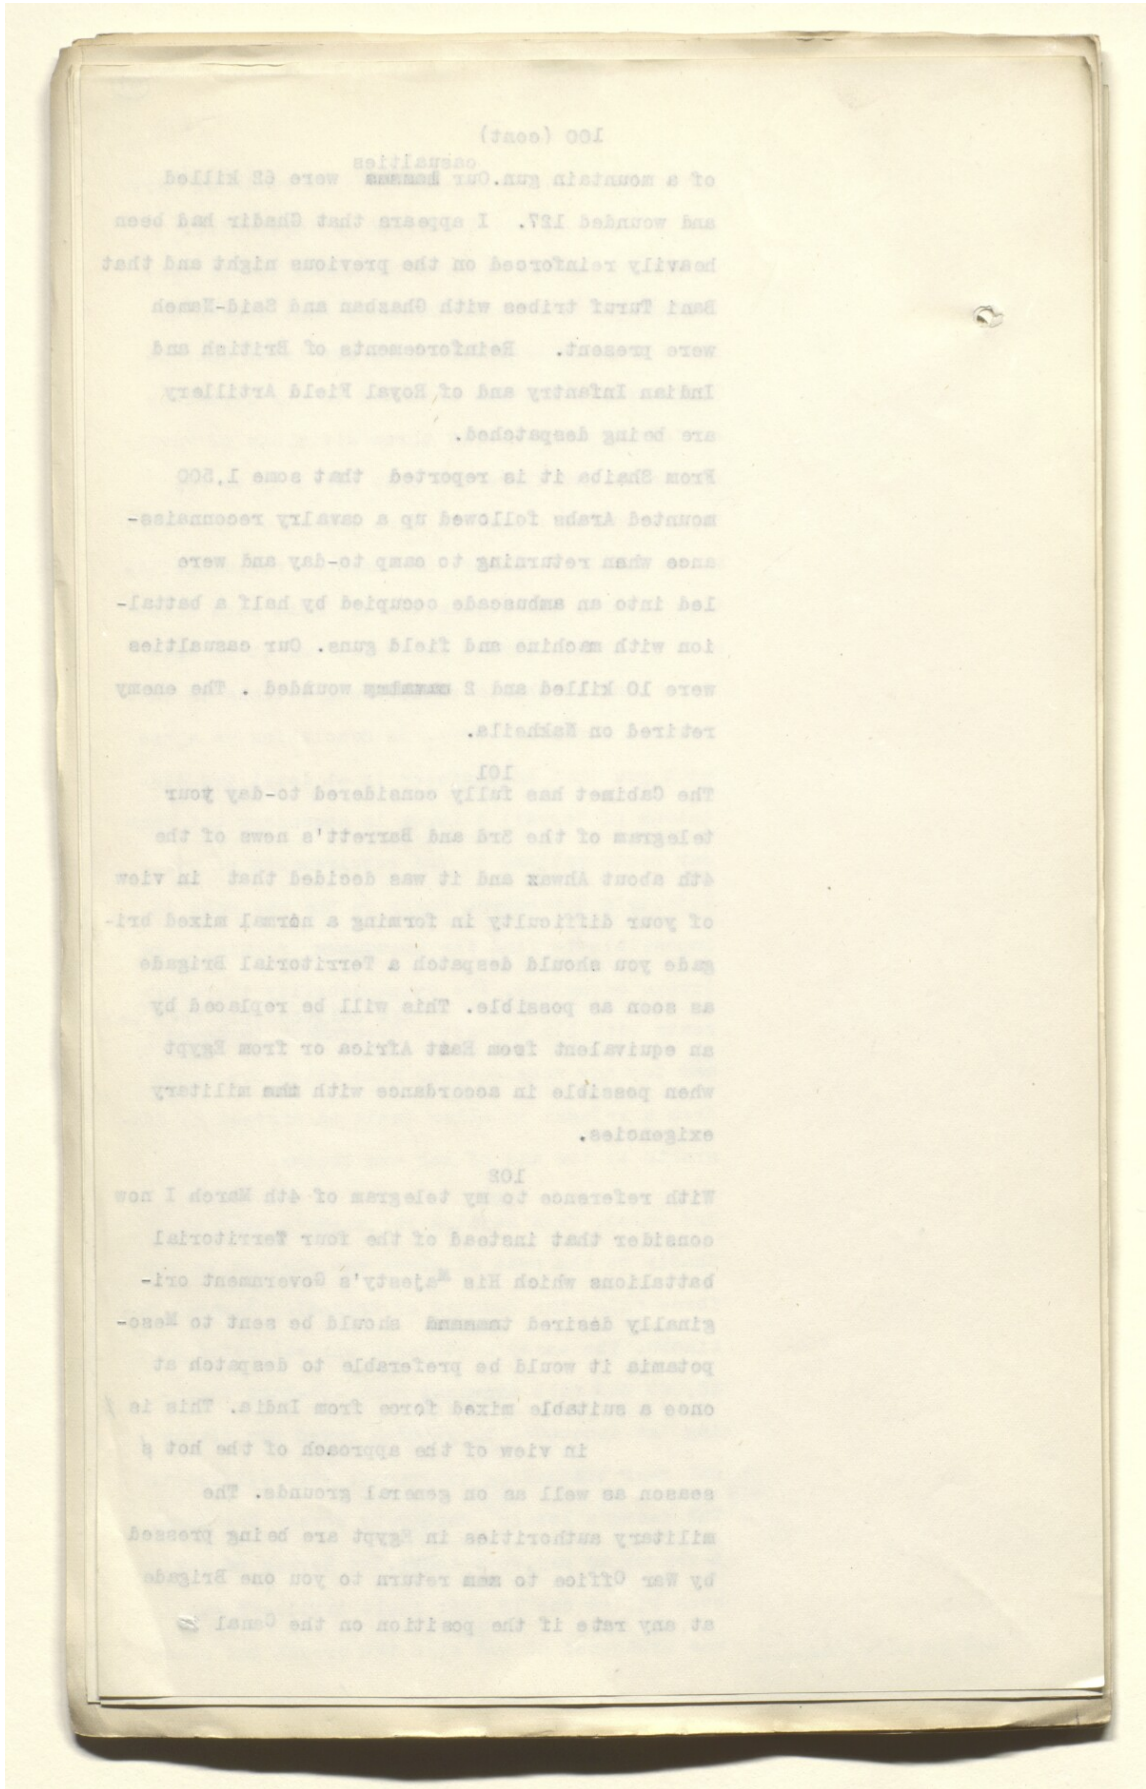 100 (cont)
casualties
of a mountain gun. Our were 62 killed
and wounded 127. I appears that Ghadir had been
heavily reinforced on the previous night and that
Bani Turuf tribes with Ghazban and Said-Nameh
were present. Reinforcements of British and
Indian Infantry and of Royal Field Artillery
are being despatched.
From Shaiba it is reported that some 1,500
mounted Arabs followed up a cavalry reconnaiss-
ance when returning to camp to-day and were
led into an ambuscade occupied by half a battal-
ion with machine and field guns. Our casualties
were 10 killed and 2 wounded . The enemy
retired on Nakhaila.
101
The Cabinet has fully considered to-day your
telegram of the 3rd and Barrett's news of the
4th about Ahwax and it was decided that in view
of your difficulty in forming a normal mixed bri-
gade you should despatch a Territorial Brigade
as soon as possible. This will be replaced by
an equivalent from East Africa or from Egypt
when possible in accordance with military
exigencies.
102
With reference to my telegram of 4th March I now
consider that instead of the four Territorial
battalions which His Majesty's Government ori-
ginally desired should be sent to Meso-
potamia it would be preferable to despatch at
once a suitable mixed force from India. This is
in view of the approach of the hot s
season as well as on general grounds. The
military authorities in Egypt are being pressed
by War Office to return to you one Brigade
at any rate if the position on the Canal